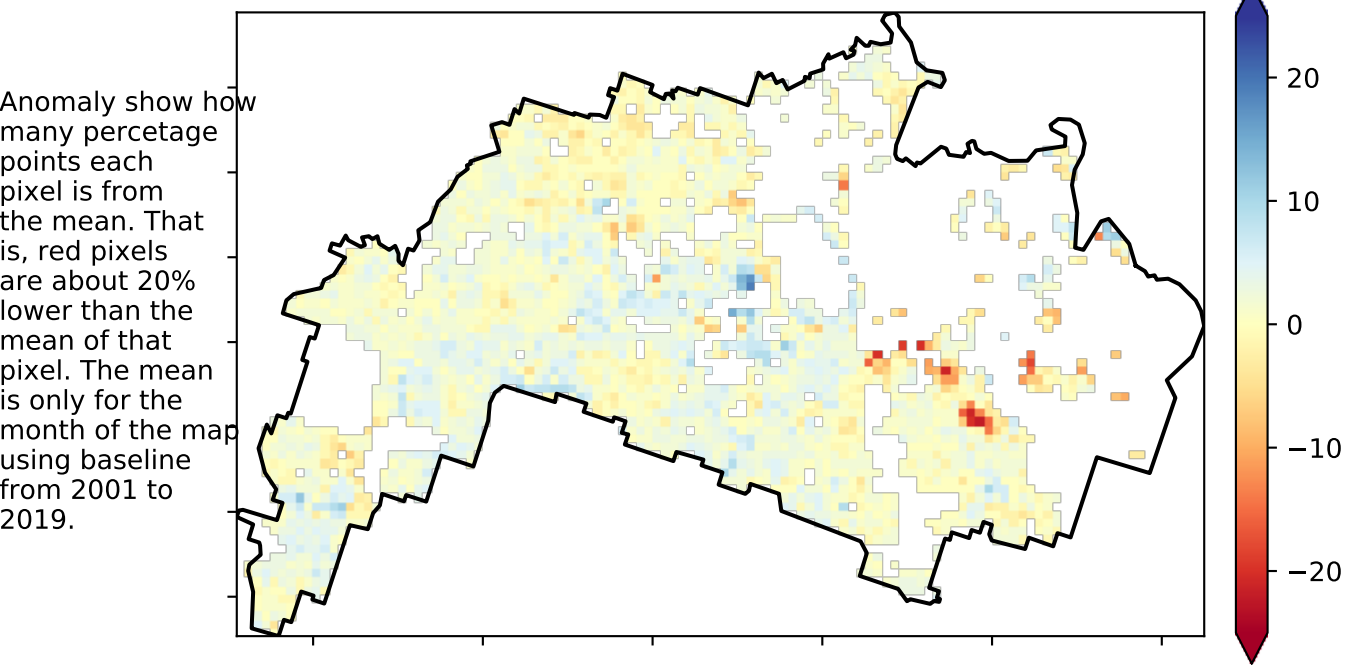 Anomaly show how
many percetage
points each
pixel is from
the mean. That
is, red pixels
are about 20%
lower than the
mean of that
pixel. The mean
is only for the
month of the map
using baseline
from 2001 to
2019.
20
10
0
−10
−20